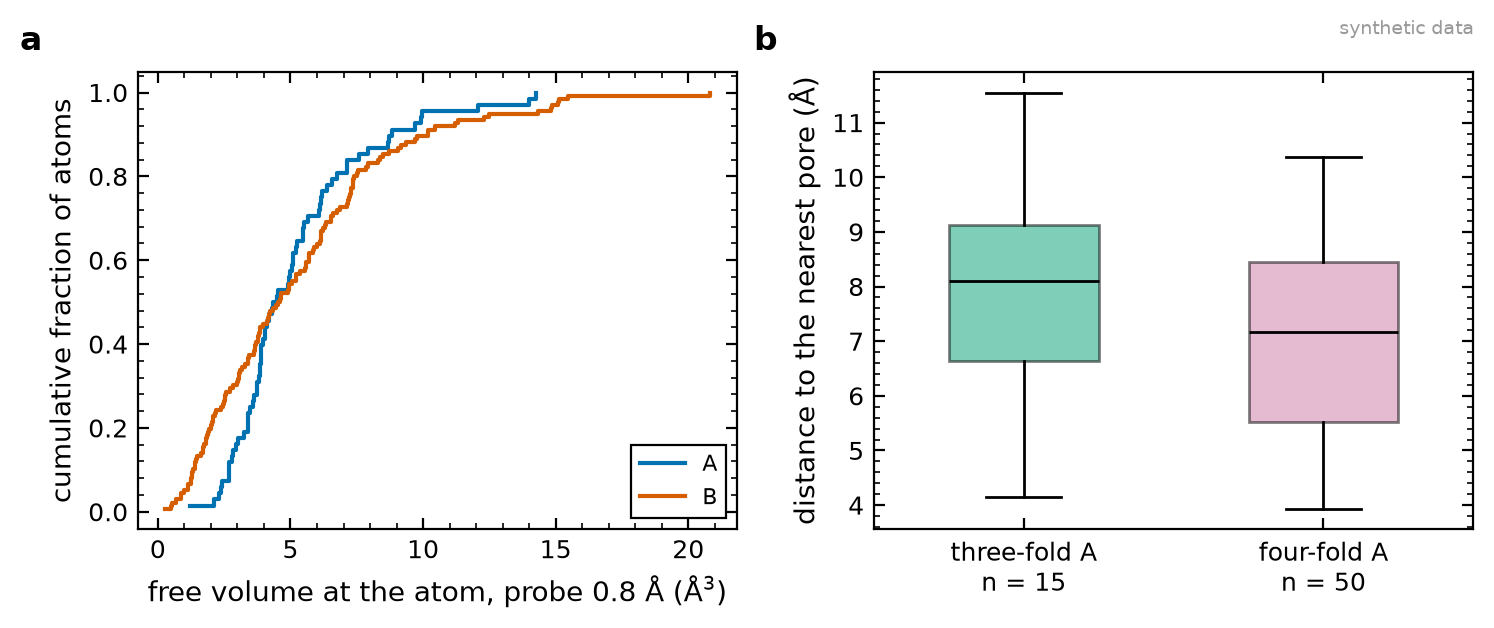 synthetic data
a
1.0
0.8
0.6
0.4
0.2
0.0
cumulative fraction of atoms
A
B
0 5 10 15 20
free volume at the atom, probe 0.8 Å (Å³)
b
11
10
9
8
7
6
5
4
distance to the nearest pore (Å)
three-fold A four-fold A
n = 15 n = 50